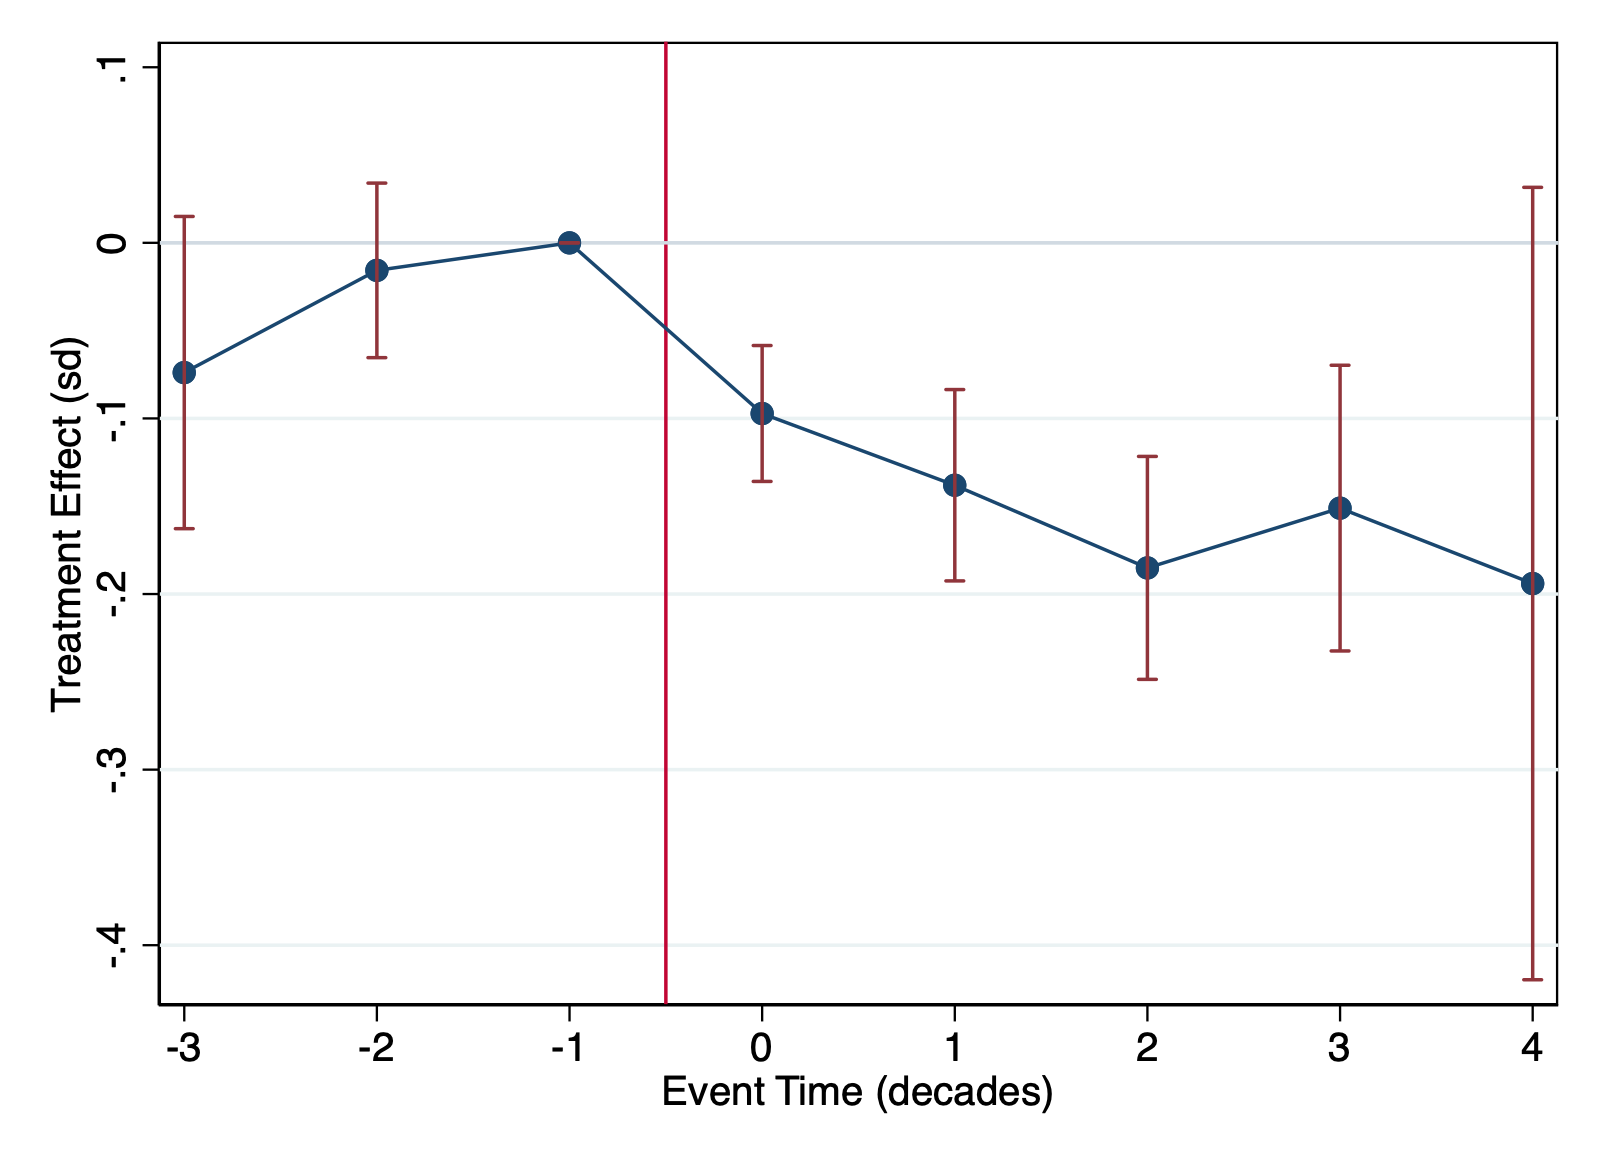 Treatment Effect (sd)
.1
0
-.1
-.2
-.3
-.4
-3 -2 -1 0 1 2 3 4
Event Time (decades)